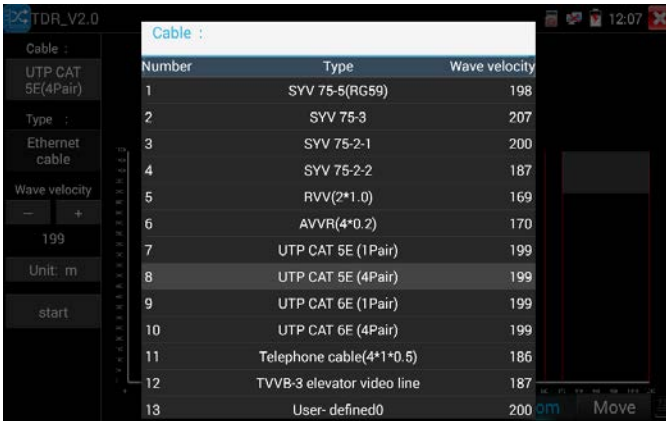 TDR_V2.0
12:07
Cable :
UTP CAT
5E(4Pair)
Type :
Ethernet
cable
Wave velocity
— +
199
Unit: m
start
Cable :
Number Type Wave velocity
1 SYV 75-5(RG59) 198
2 SYV 75-3 207
3 SYV 75-2-1 200
4 SYV 75-2-2 187
5 RVV(2*1.0) 169
6 AVVR(4*0.2) 170
7 UTP CAT 5E (1Pair) 199
8 UTP CAT 5E (4Pair) 199
9 UTP CAT 6E (1Pair) 199
10 UTP CAT 6E (4Pair) 199
11 Telephone cable(4*1*0.5) 186
12 TVVB-3 elevator video line 187
13 User- defined0 200
om Move